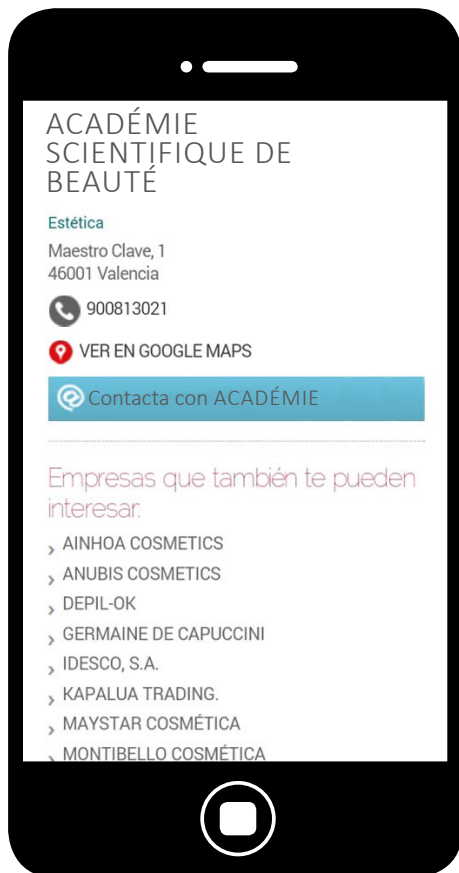 ACADÉMIE
SCIENTIFIQUE DE
BEAUTÉ
Estética
Maestro Clave, 1
46001 Valencia
900813021
VER EN GOOGLE MAPS
@ Contacta con ACADÉMIE
Empresas que también te pueden
interesar:
> AINHOA COSMETICS
> ANUBIS COSMETICS
> DEPIL-OK
> GERMAINE DE CAPUCCINI
> IDESCO, S.A.
> KAPALUA TRADING.
> MAYSTAR COSMÉTICA
> MONTIBELLO COSMÉTICA